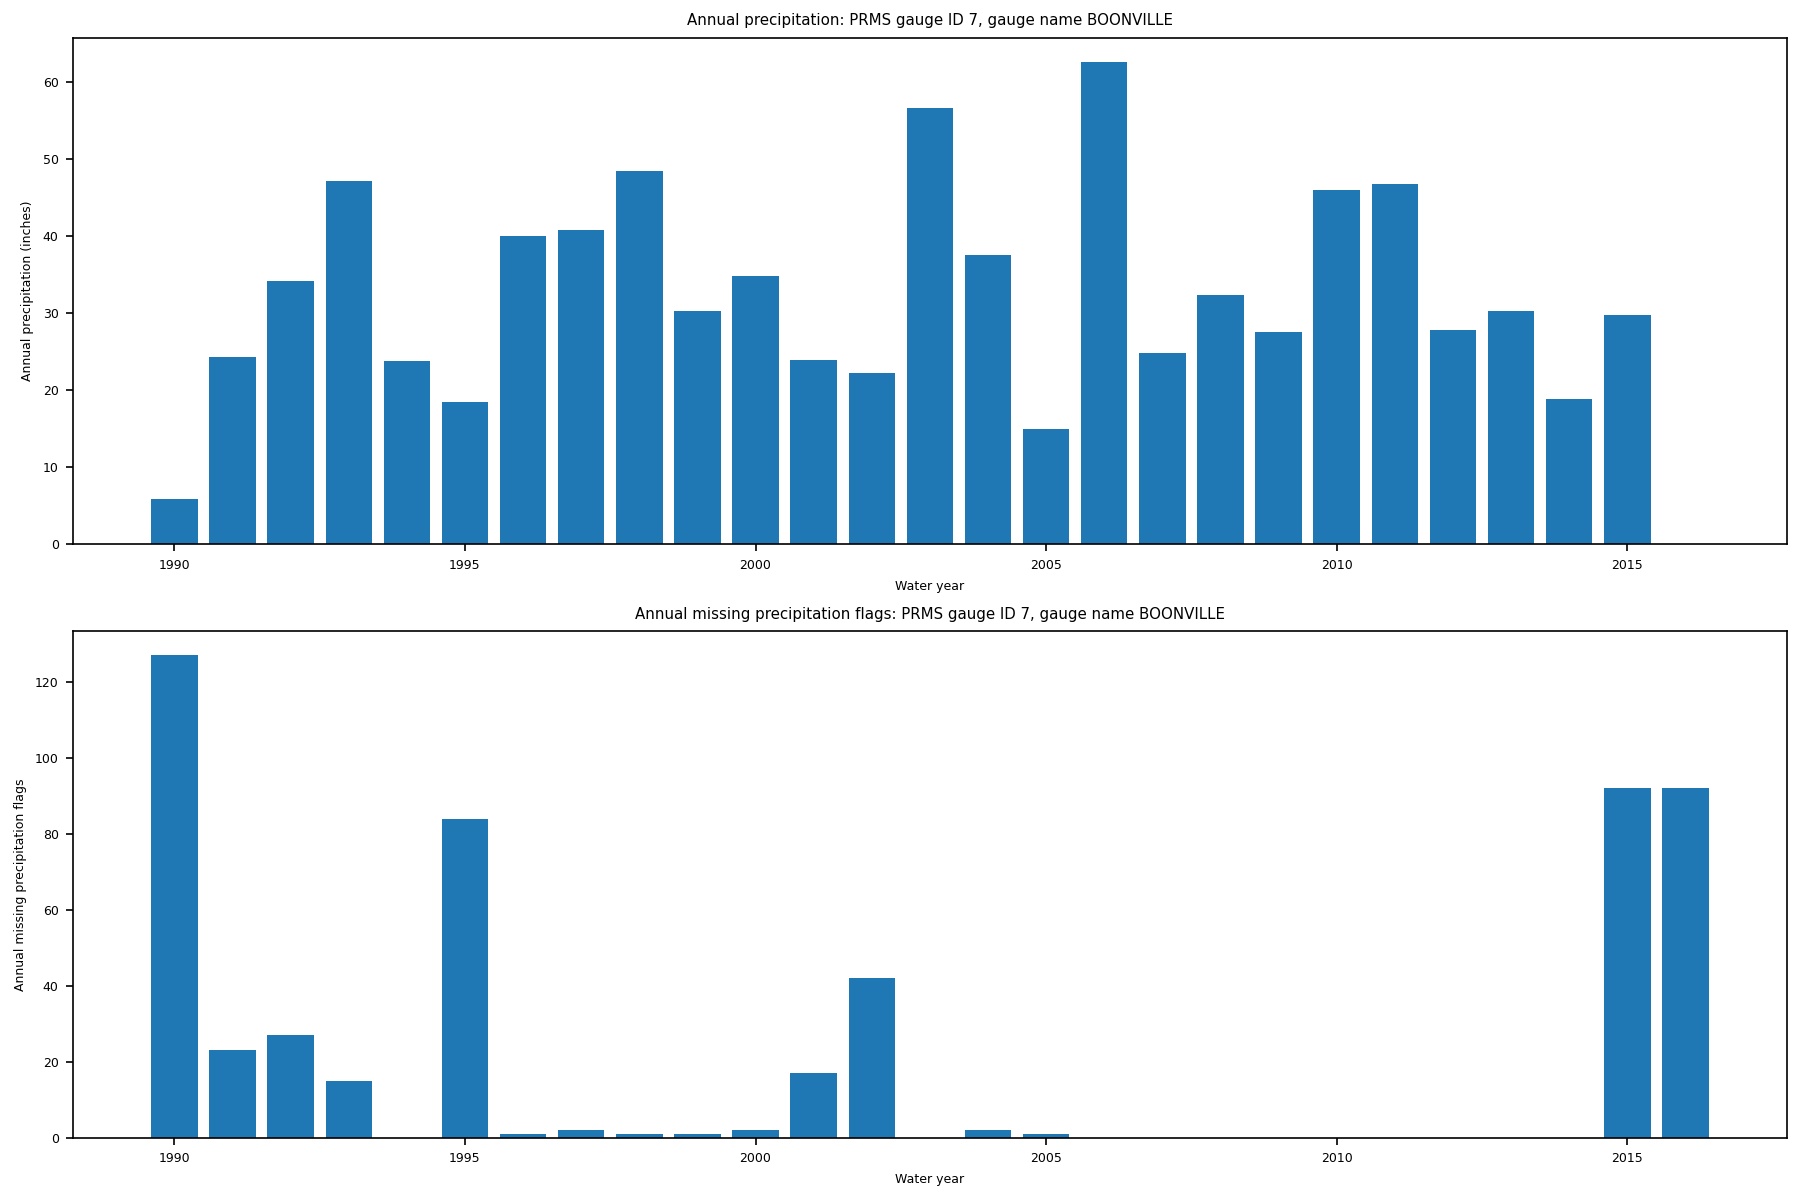 Annual precipitation: PRMS gauge ID 7, gauge name BOONVILLE
Annual precipitation (inches)
60
50
40
30
20
10
0
1990 1995 2000 2005 2010 2015
Water year
Annual missing precipitation flags: PRMS gauge ID 7, gauge name BOONVILLE
Annual missing precipitation flags
120
100
80
60
40
20
0
1990 1995 2000 2005 2010 2015
Water year